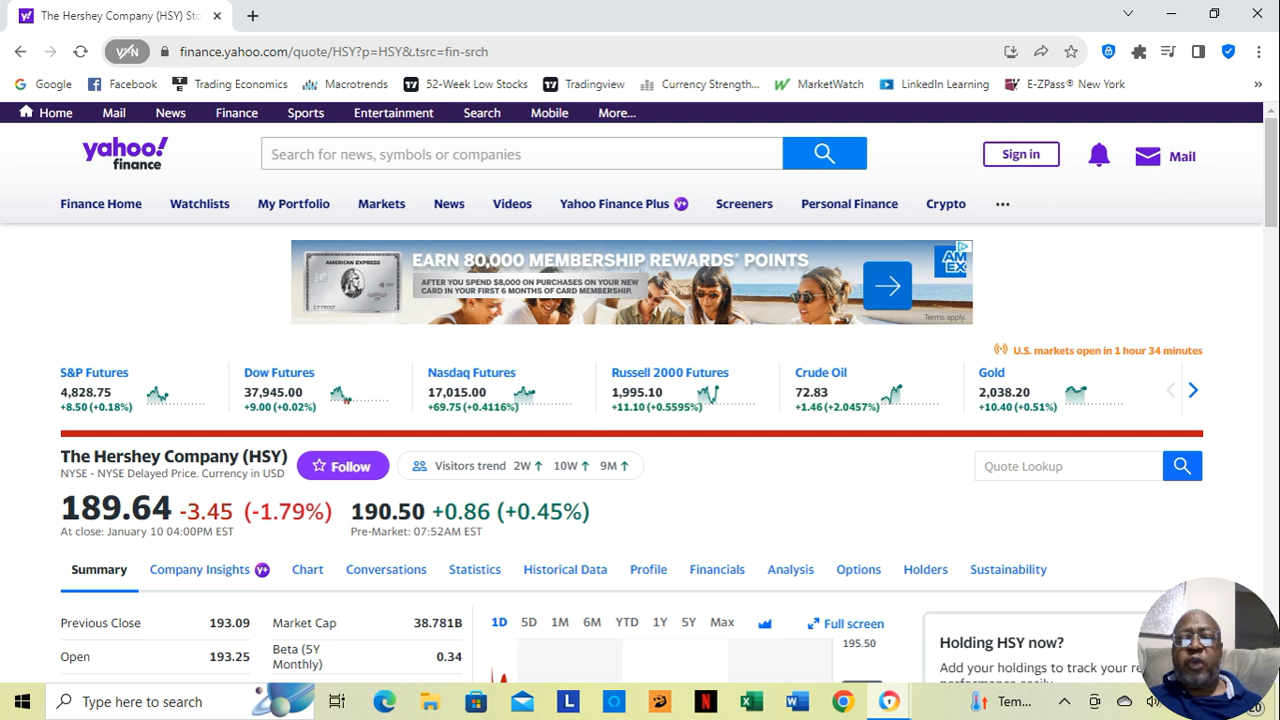 The Hershey Company (HSY) Sto
finance.yahoo.com/quote/HSY?p=HSY&.tsrc=fin-srch
Google Facebook Trading Economics Macrotrends 52-Week Low Stocks Tradingview Currency Strength... MarketWatch LinkedIn Learning E-ZPass® New York »
Home Mail News Finance Sports Entertainment Search Mobile More...
yahoo!
finance
Search for news, symbols or companies
Sign in
Mail
Finance Home Watchlists My Portfolio Markets News Videos Yahoo Finance Plus Y+ Screeners Personal Finance Crypto ...
AMERICAN EXPRESS
EARN 80,000 MEMBERSHIP REWARDS® POINTS
AFTER YOU SPEND $8,000 ON PURCHASES ON YOUR NEW
CARD IN YOUR FIRST 6 MONTHS OF CARD MEMBERSHIP.
AM
EX
Terms apply.
U.S. markets open in 1 hour 34 minutes
S&P Futures Dow Futures Nasdaq Futures Russell 2000 Futures Crude Oil Gold
4,828.75 37,945.00 17,015.00 1,995.10 72.83 2,038.20
+8.50 (+0.18%) +9.00 (+0.02%) +69.75 (+0.4116%) +11.10 (+0.5595%) +1.46 (+2.0457%) +10.40 (+0.51%)
The Hershey Company (HSY) Follow Visitors trend 2W↑ 10W↑ 9M↑ Quote Lookup
NYSE - NYSE Delayed Price. Currency in USD
189.64 -3.45 (-1.79%) 190.50 +0.86 (+0.45%)
At close: January 10 04:00PM EST Pre-Market: 07:52AM EST
Summary Company Insights Y+ Chart Conversations Statistics Historical Data Profile Financials Analysis Options Holders Sustainability
Previous Close 193.09 Market Cap 38.781B
Open 193.25 Beta (5Y
Monthly) 0.34
1D 5D 1M 6M YTD 1Y 5Y Max Full screen
195.50
Holding HSY now?
Add your holdings to track your re
Type here to search
Tem...